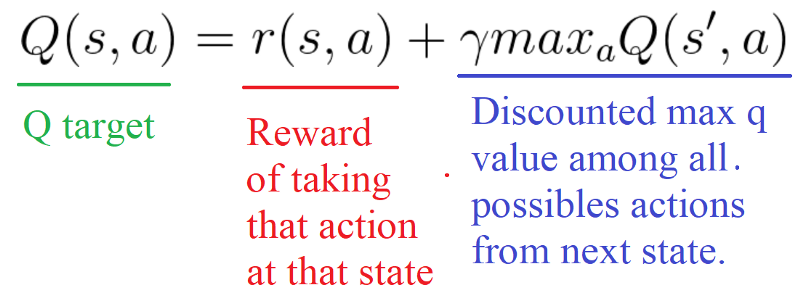 Q(s, a) = r(s, a) + γmaxₐQ(s′, a)
Q target
Reward
of taking
that action
at that state
Discounted max q
value among all.
possibles actions
from next state.